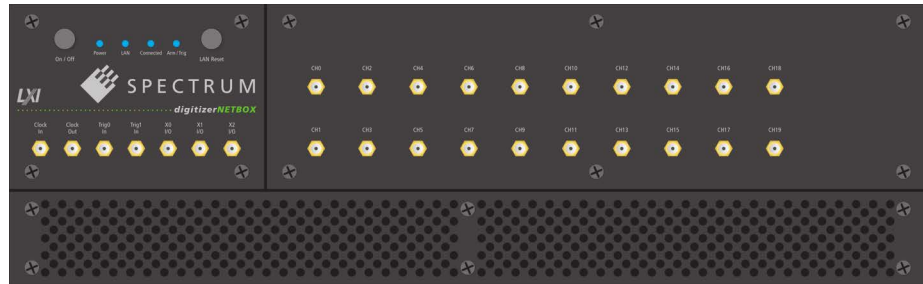 Power LAN Connected Arm / Trig
On / Off LAN Reset
SPECTRUM
LXI
digitizerNETBOX
Clock In Clock Out Trig0 In Trig1 In X0 I/O X1 I/O X2 I/O
CH0 CH2 CH4 CH6 CH8 CH10 CH12 CH14 CH16 CH18
CH1 CH3 CH5 CH7 CH9 CH11 CH13 CH15 CH17 CH19